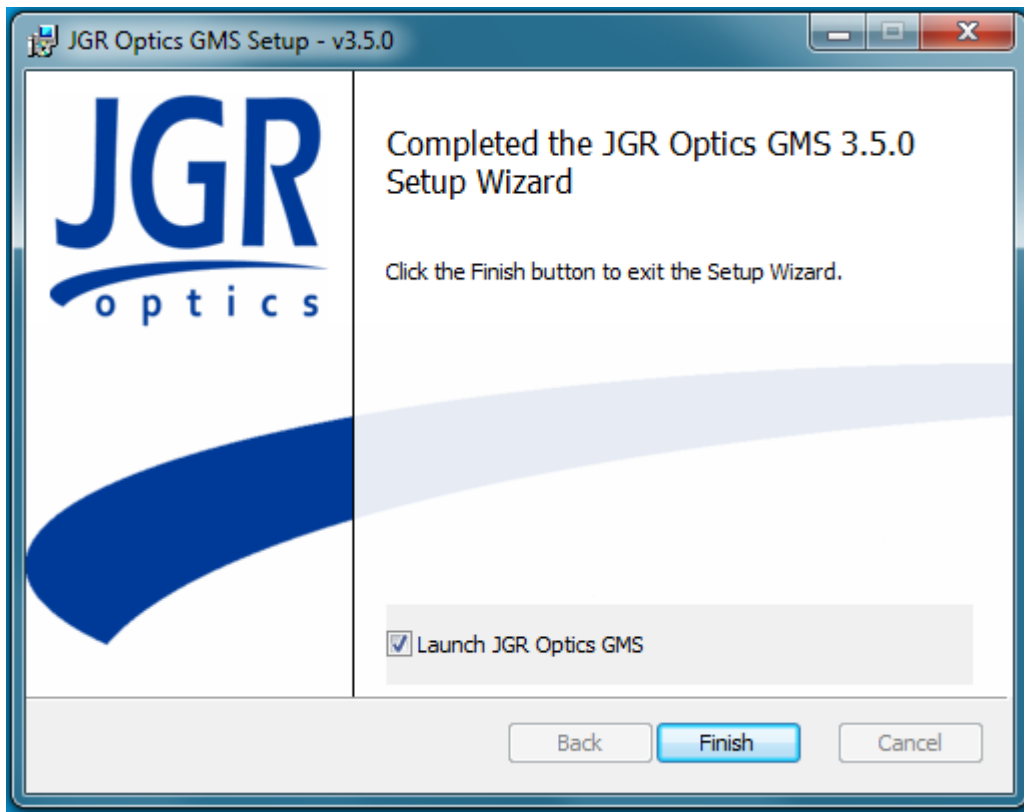 JGR Optics GMS Setup - v3.5.0
JGR
optics
Completed the JGR Optics GMS 3.5.0
Setup Wizard
Click the Finish button to exit the Setup Wizard.
Launch JGR Optics GMS
Back
Finish
Cancel